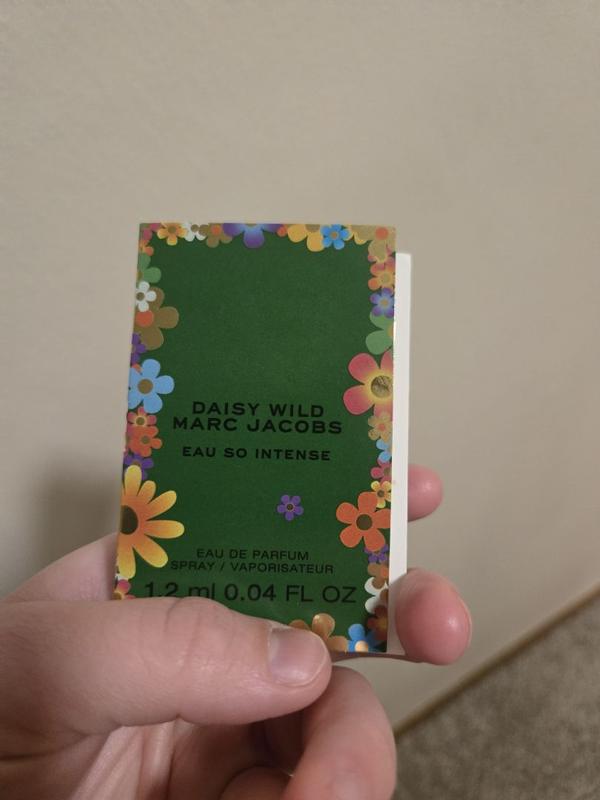 DAISY WILD
MARC JACOBS
EAU SO INTENSE
EAU DE PARFUM
SPRAY / VAPORISATEUR
1.2 ml 0.04 FL OZ